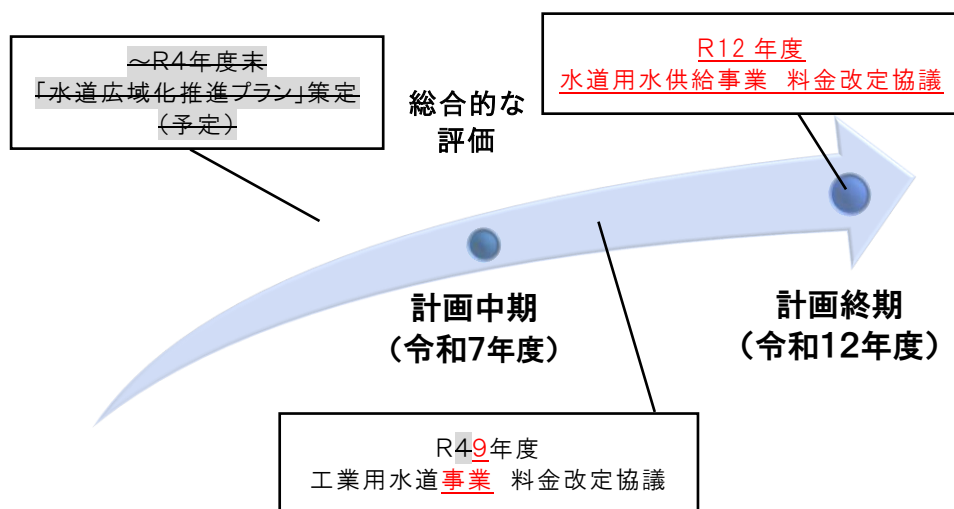 ～R4年度末
「水道広域化推進プラン」策定
（予定）
総合的な
評価
R12年度
水道用水供給事業　料金改定協議
計画中期
（令和7年度）
計画終期
（令和12年度）
R49年度
工業用水道事業　料金改定協議